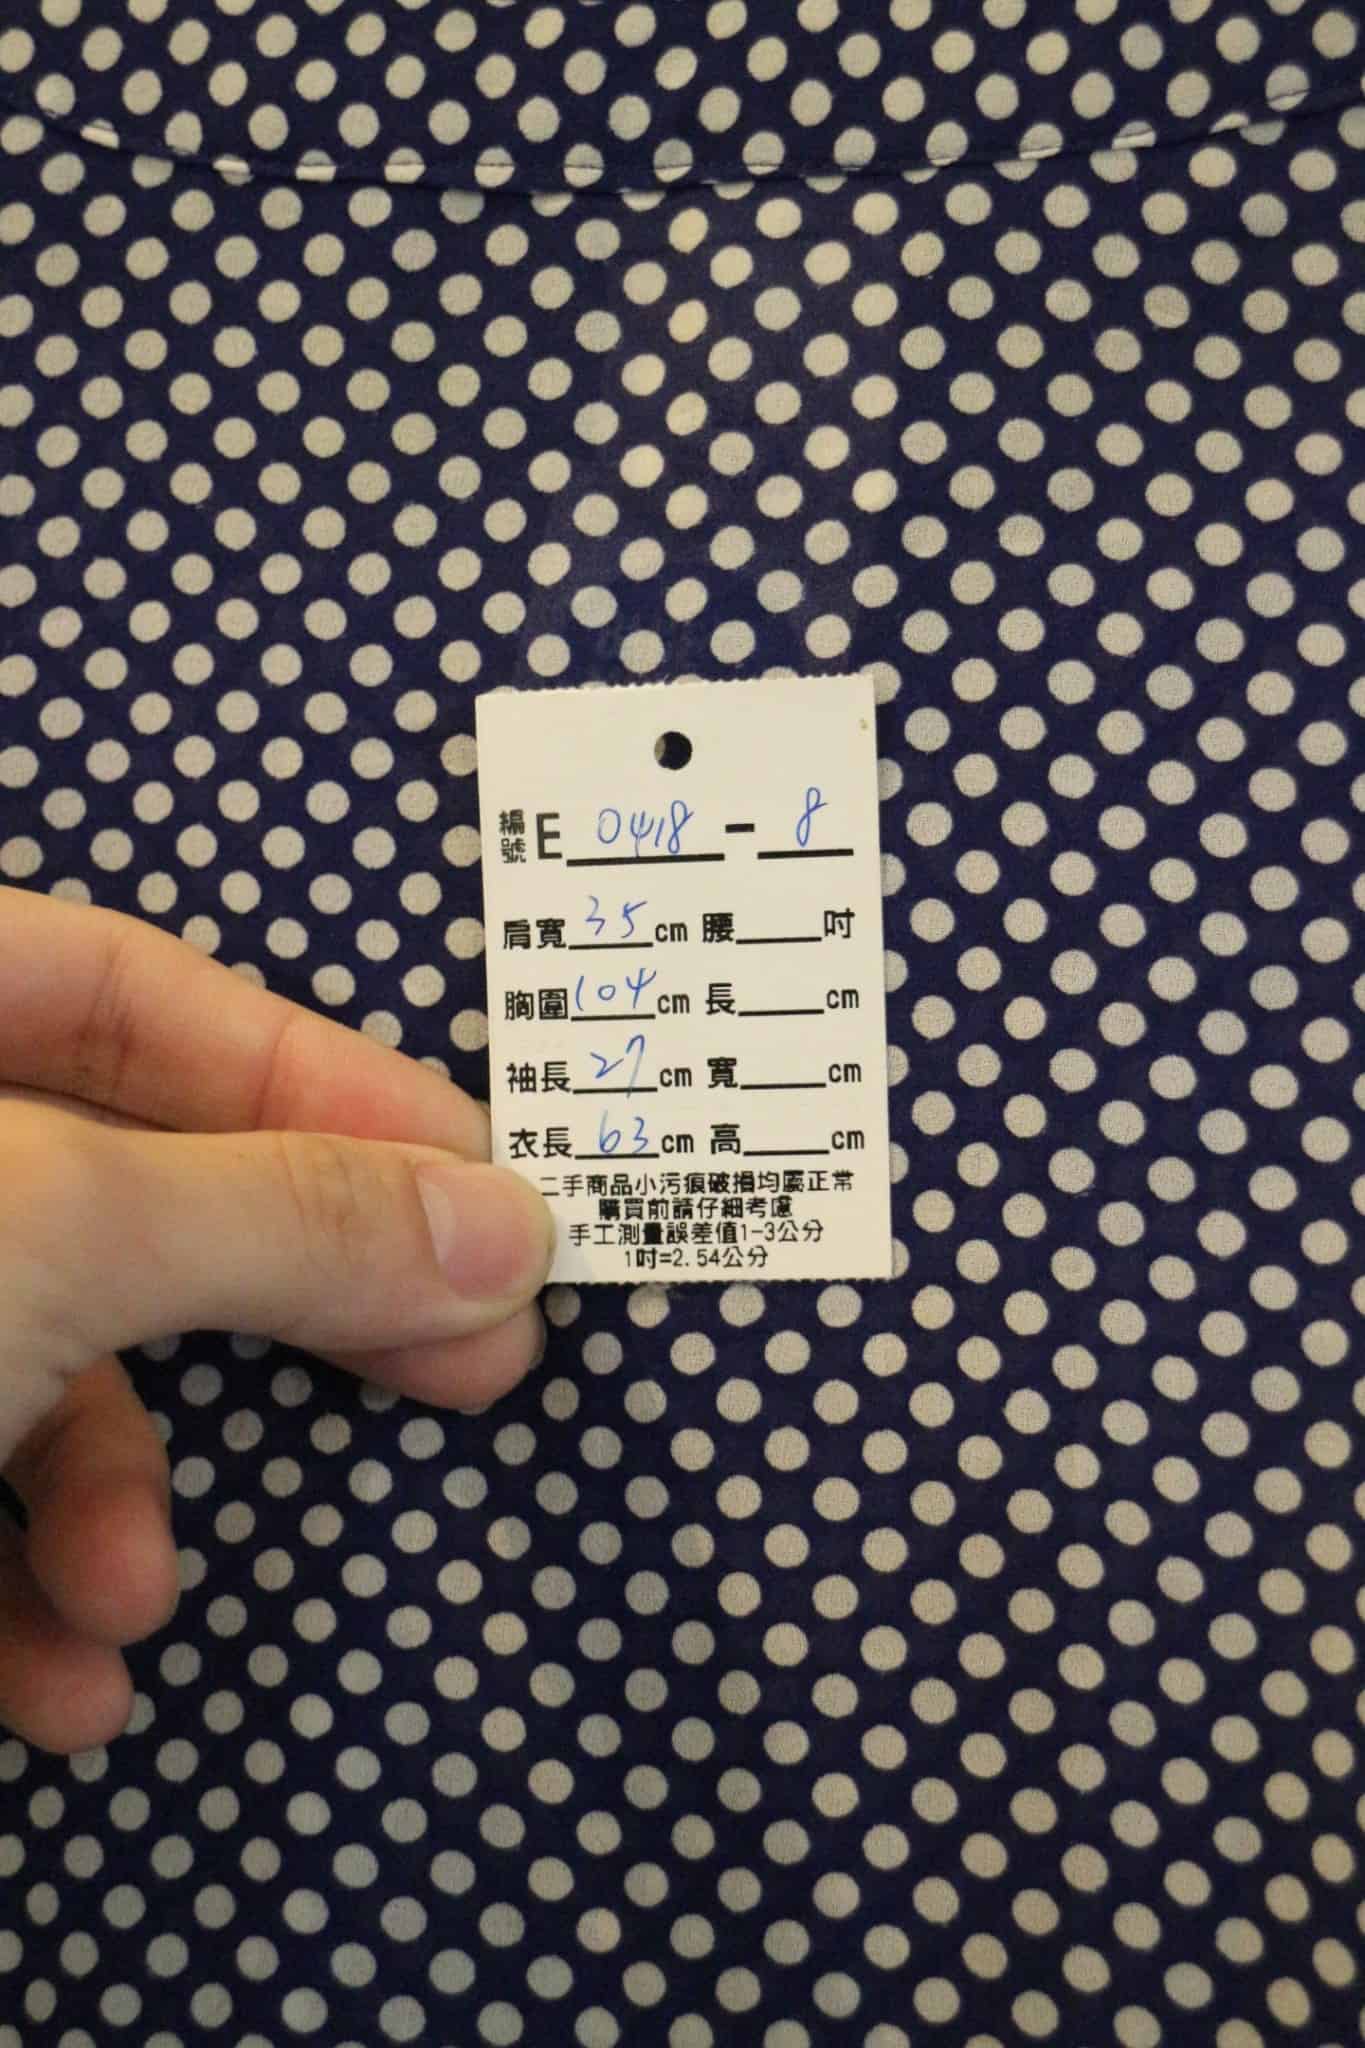 編號 E 0418 - 8
肩寬 35 cm 腰 吋
胸圍 104 cm 長 cm
袖長 27 cm 寬 cm
衣長 63 cm 高 cm
二手商品小污痕破損均屬正常
購買前請仔細考慮
手工測量誤差值1-3公分
1吋=2.54公分